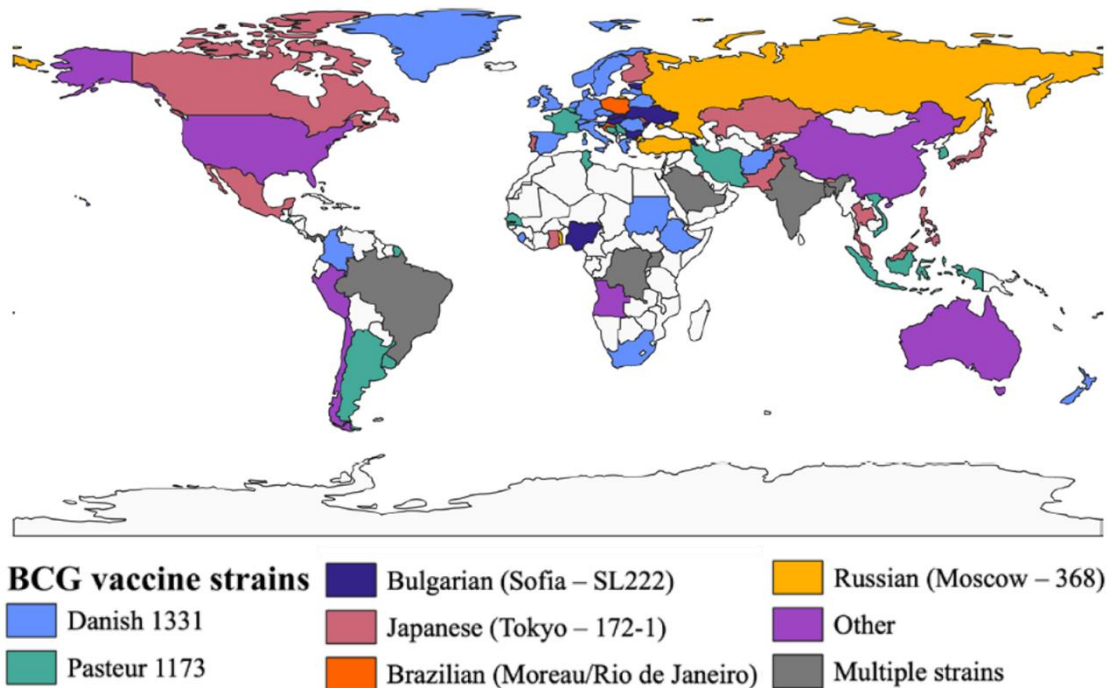 BCG vaccine strains
Danish 1331
Pasteur 1173
Bulgarian (Sofia – SL222)
Japanese (Tokyo – 172-1)
Brazilian (Moreau/Rio de Janeiro)
Russian (Moscow – 368)
Other
Multiple strains